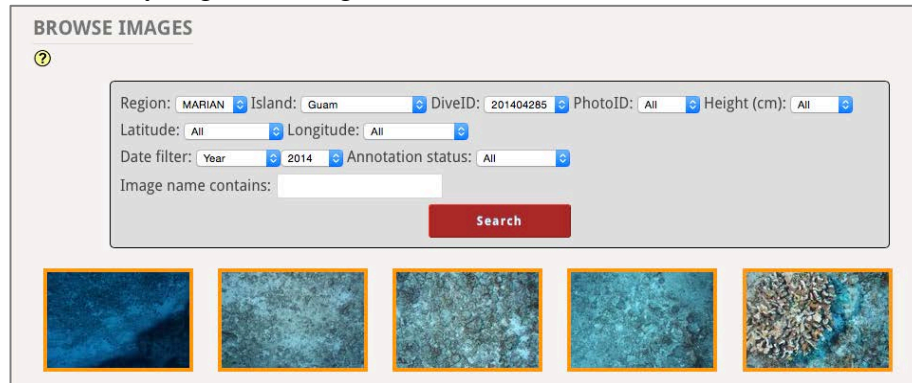 BROWSE IMAGES
?
Region: MARIAN Island: Guam DiveID: 201404285 PhotoID: All Height (cm): All
Latitude: All Longitude: All
Date filter: Year 2014 Annotation status: All
Image name contains:
Search